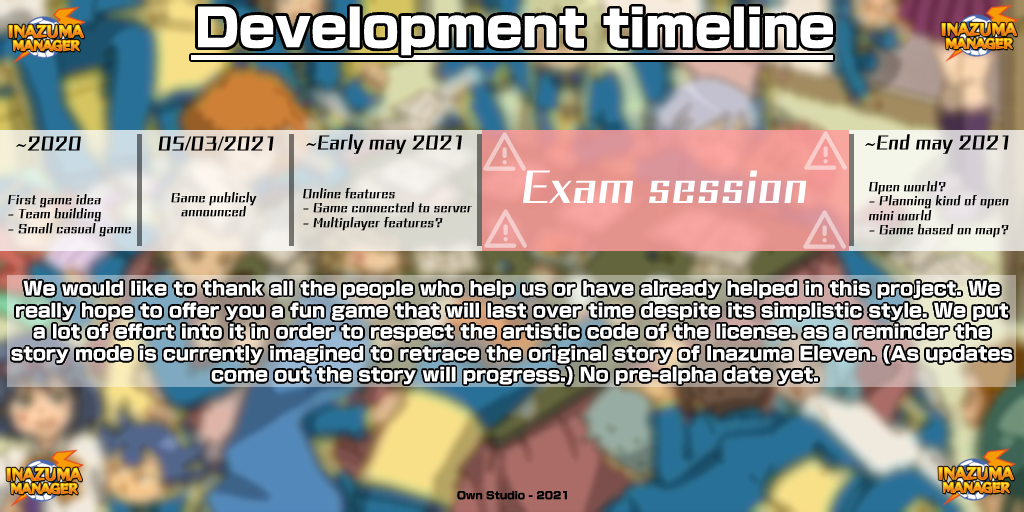 INAZUMA
MANAGER
Development timeline
INAZUMA
MANAGER
~2020
First game idea
- Team building
- Small casual game
05/03/2021
Game publicly
announced
~Early may 2021
Online features
- Game connected to server
- Multiplayer features?
Exam session
~End may 2021
Open world?
- Planning kind of open
mini world
- Game based on map?
We would like to thank all the people who help us or have already helped in this project. We
really hope to offer you a fun game that will last over time despite its simplistic style. We put
a lot of effort into it in order to respect the artistic code of the license. as a reminder the
story mode is currently imagined to retrace the original story of Inazuma Eleven. (As updates
come out the story will progress.) No pre-alpha date yet.
INAZUMA
MANAGER
Own Studio - 2021
INAZUMA
MANAGER